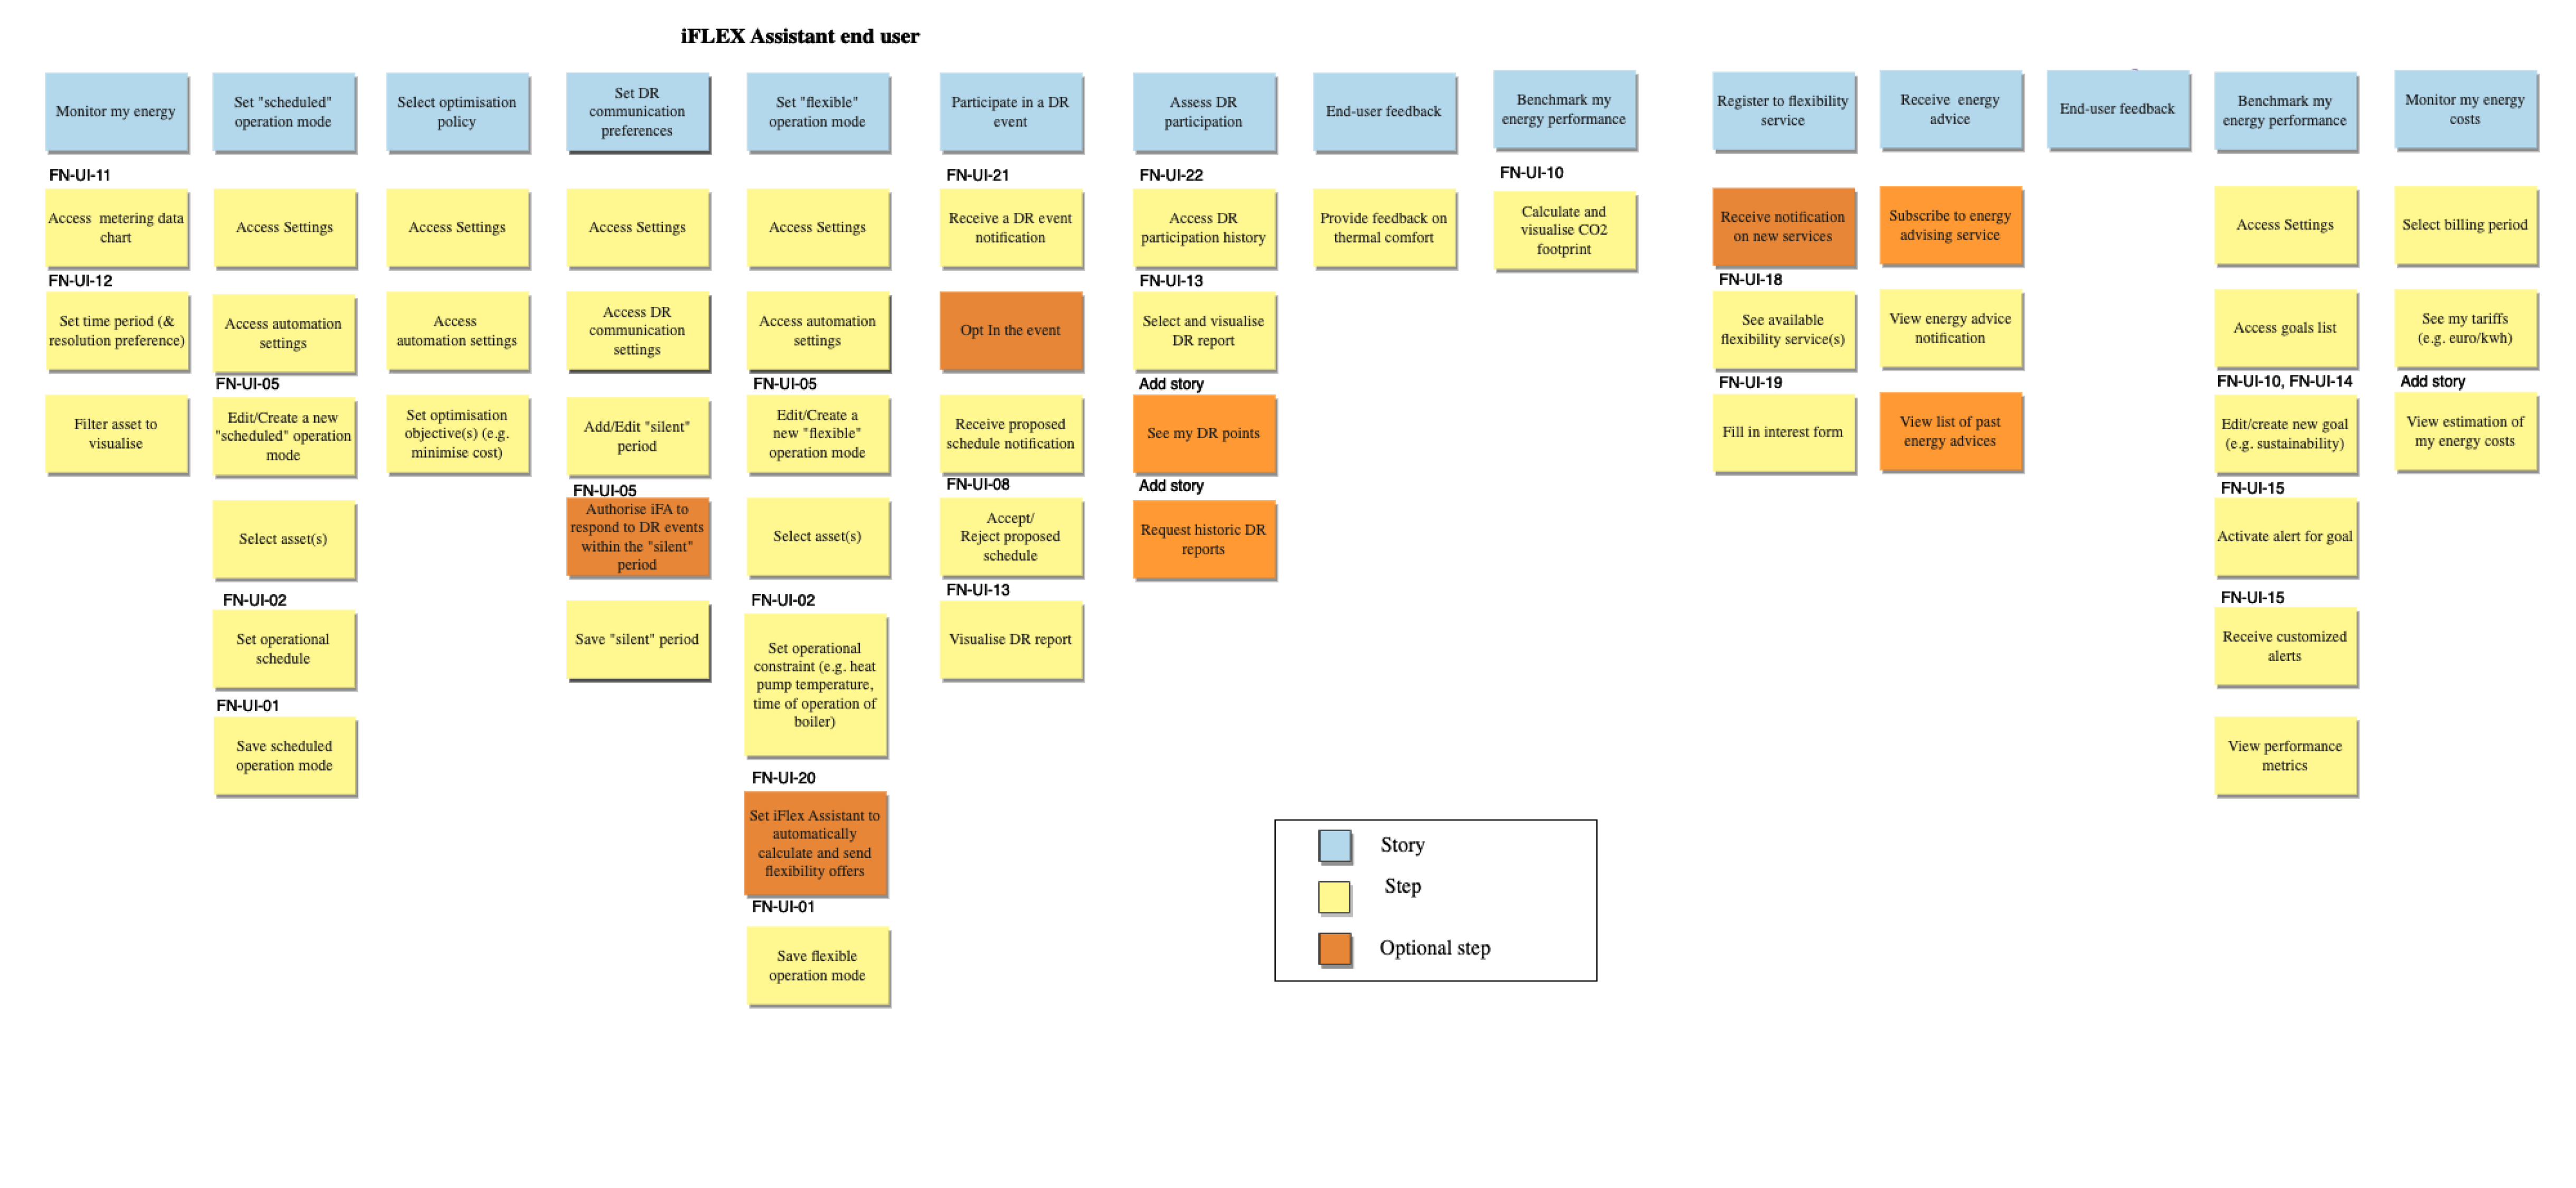 iFLEX Assistant end user
Monitor my energy
FN-UI-11
Access metering data
chart
FN-UI-12
Set time period (&
resolution preference)
Filter asset to
visualise
Set "scheduled"
operation mode
Access Settings
Access automation
settings
FN-UI-05
Edit/Create a new
"scheduled" operation
mode
Select asset(s)
FN-UI-02
Set operational
schedule
FN-UI-01
Save scheduled
operation mode
Select optimisation
policy
Access Settings
Access
automation settings
Set optimisation
objective(s) (e.g.
minimise cost)
Set DR
communication
preferences
Access Settings
Access DR
communication
settings
Add/Edit "silent"
period
FN-UI-05
Authorise iFA to
respond to DR events
within the "silent"
period
Save "silent" period
Set "flexible"
operation mode
Access Settings
Access automation
settings
FN-UI-05
Edit/Create a
new "flexible"
operation mode
Select asset(s)
FN-UI-02
Set operational
constraint (e.g. heat
pump temperature,
time of operation of
boiler)
FN-UI-20
Set iFlex Assistant to
automatically
calculate and send
flexibility offers
FN-UI-01
Save flexible
operation mode
Participate in a DR
event
FN-UI-21
Receive a DR event
notification
Opt In the event
Receive proposed
schedule notification
FN-UI-08
Accept/
Reject proposed
schedule
FN-UI-13
Visualise DR report
Assess DR
participation
FN-UI-22
Access DR
participation history
FN-UI-13
Select and visualise
DR report
Add story
See my DR points
Add story
Request historic DR
reports
End-user feedback
Provide feedback on
thermal comfort
Benchmark my
energy performance
FN-UI-10
Calculate and
visualise CO2
footprint
Register to flexibility
service
Receive notification
on new services
FN-UI-18
See available
flexibility service(s)
FN-UI-19
Fill in interest form
Receive energy
advice
Subscribe to energy
advising service
View energy advice
notification
View list of past
energy advices
End-user feedback
Benchmark my
energy performance
Access Settings
Access goals list
FN-UI-10, FN-UI-14
Edit/create new goal
(e.g. sustainability)
FN-UI-15
Activate alert for goal
FN-UI-15
Receive customized
alerts
View performance
metrics
Monitor my energy
costs
Select billing period
See my tariffs
(e.g. euro/kwh)
Add story
View estimation of
my energy costs
Story
Step
Optional step